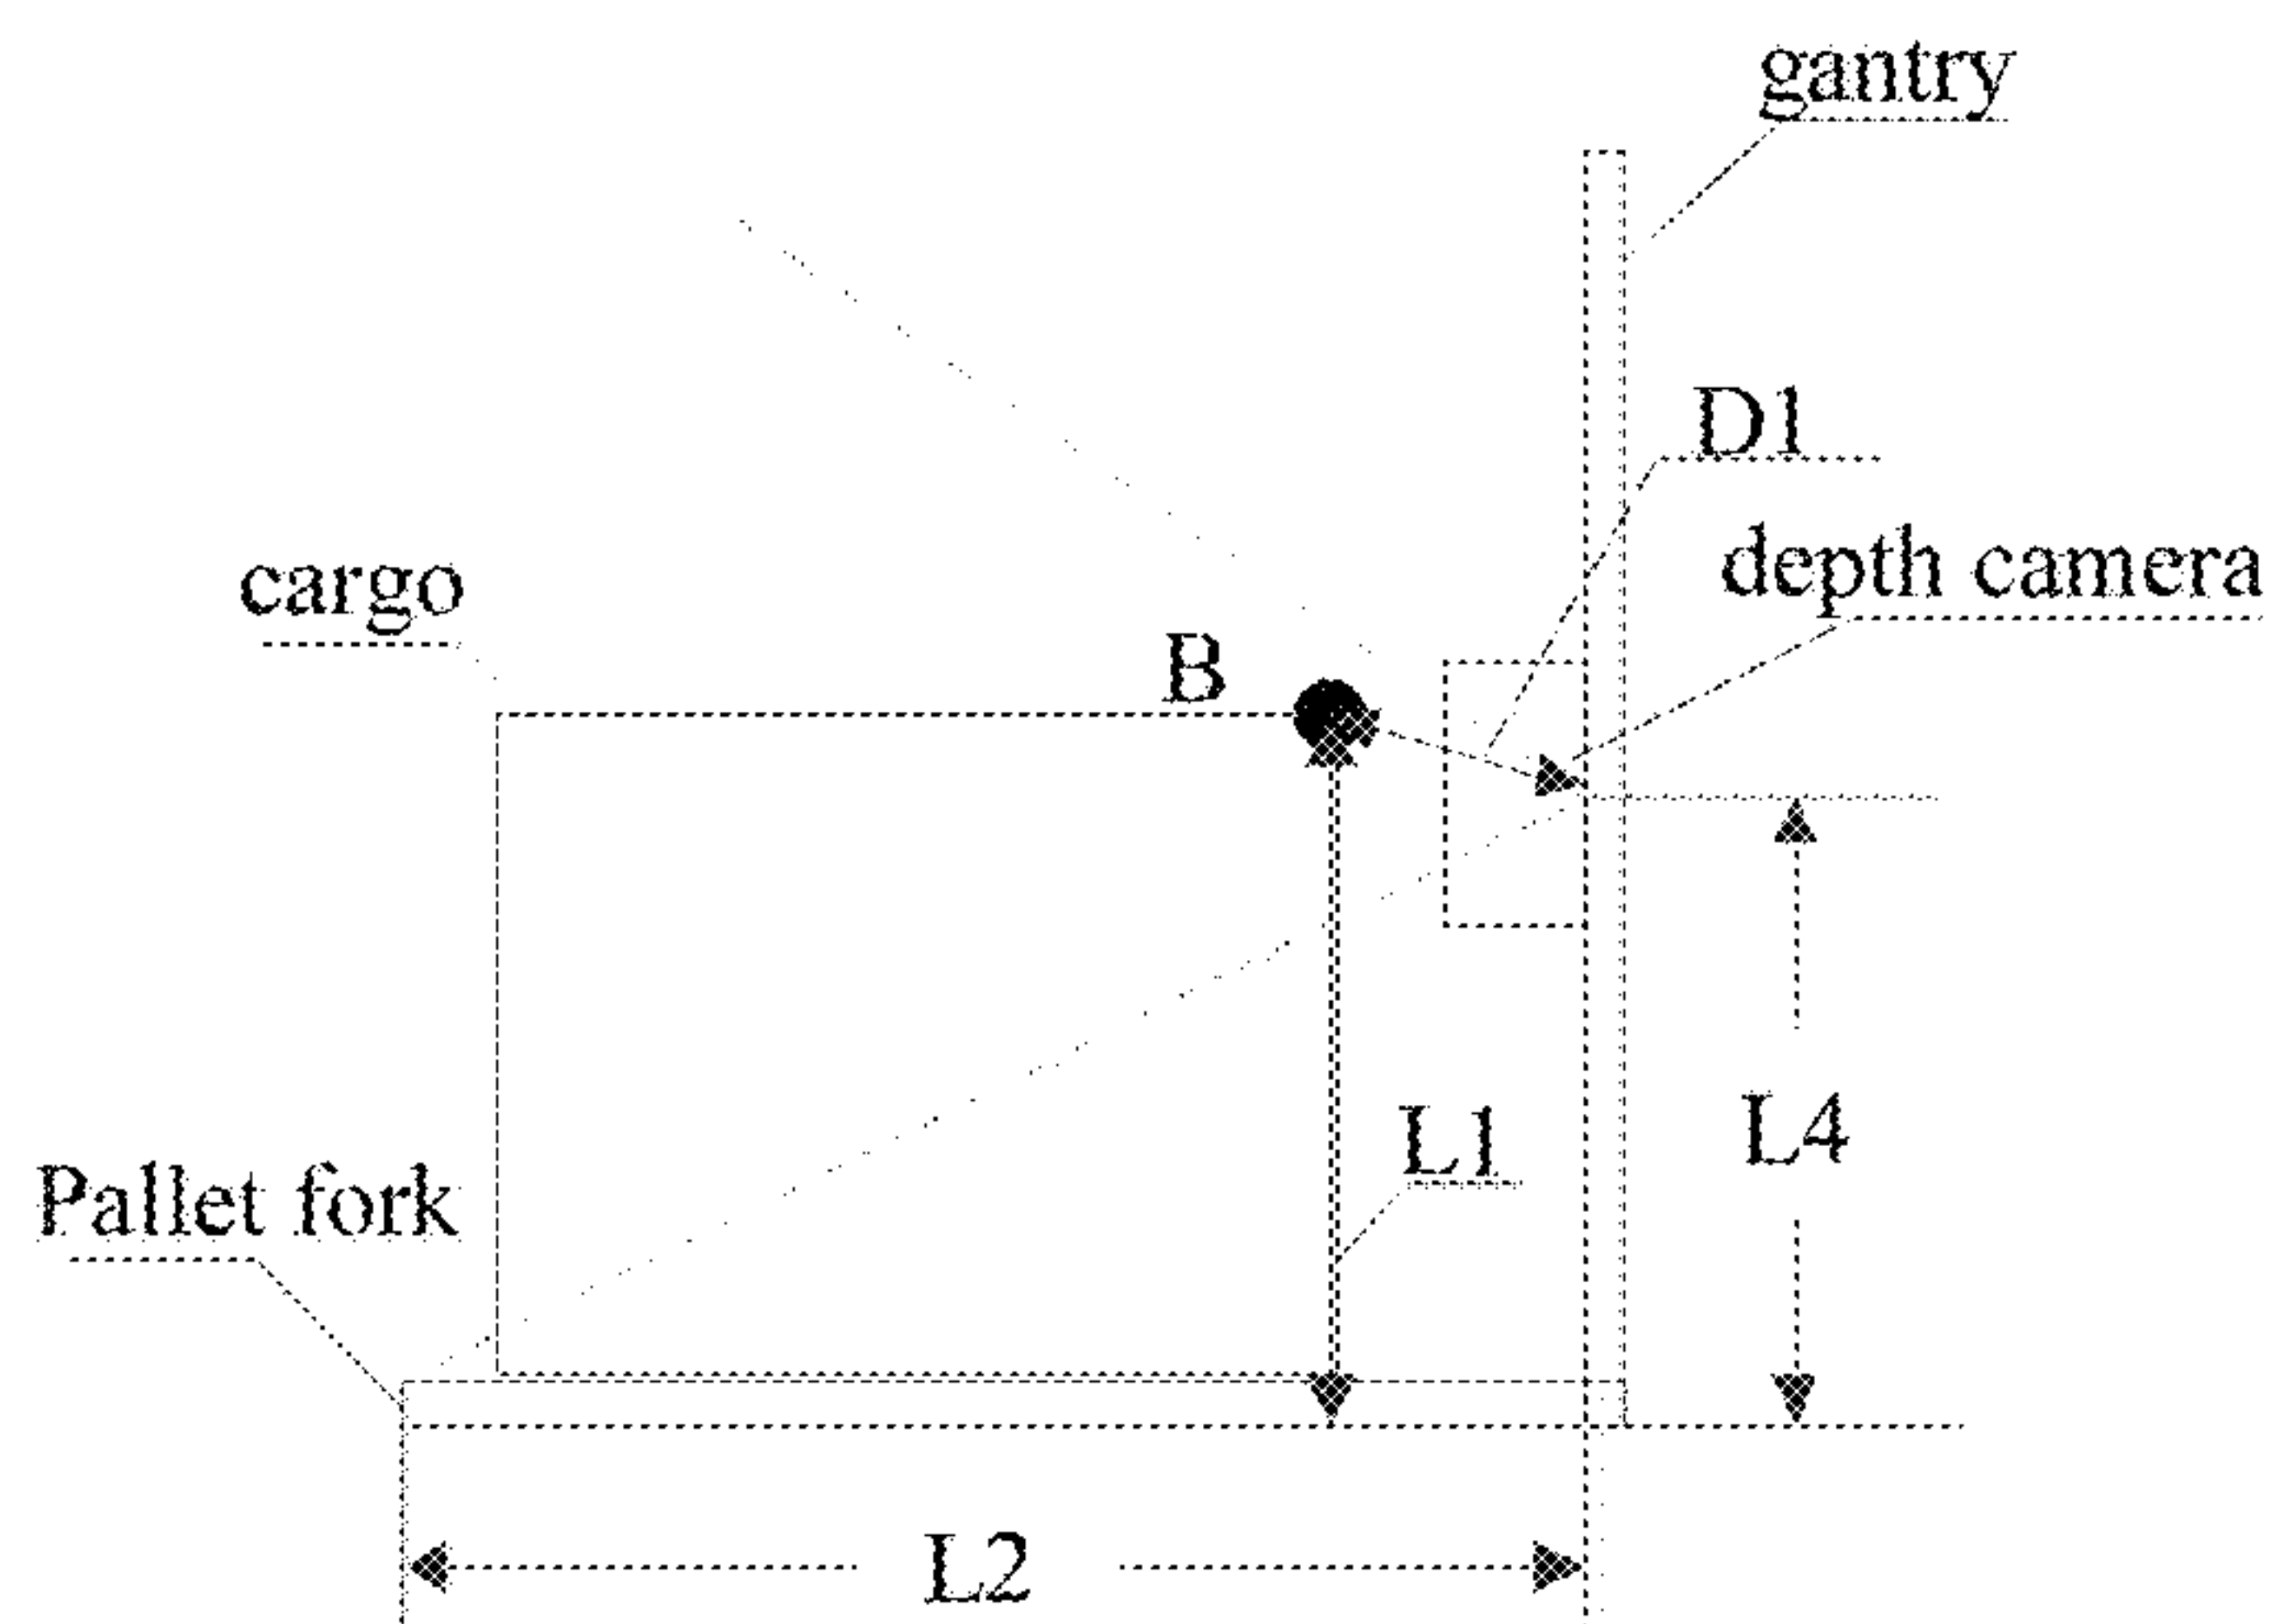 gantry
D1
depth camera
cargo
B
L1
L4
Pallet fork
L2